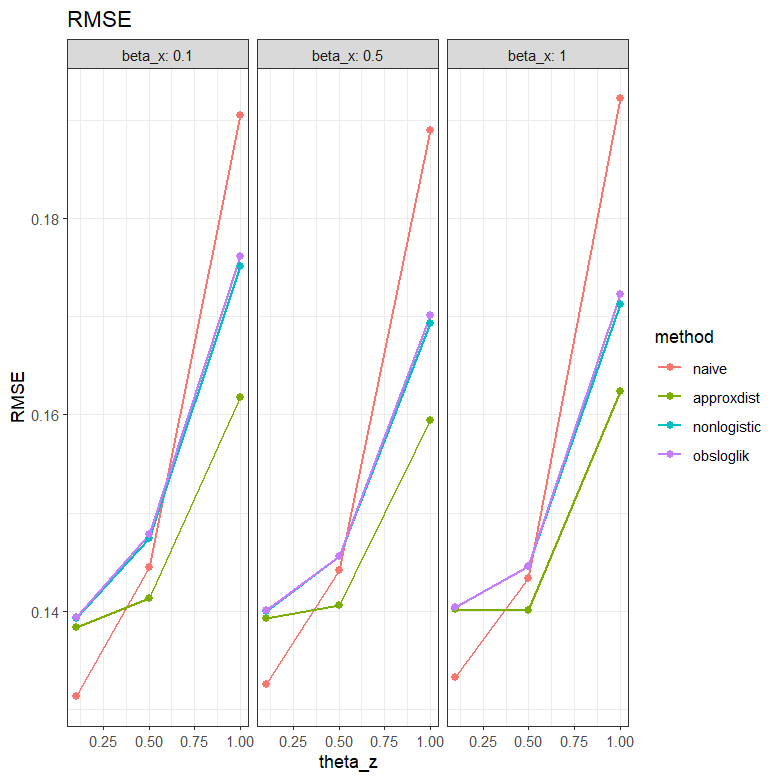 RMSE
beta_x: 0.1 beta_x: 0.5 beta_x: 1
RMSE
0.18
0.16
0.14
0.25 0.50 0.75 1.00 0.25 0.50 0.75 1.00 0.25 0.50 0.75 1.00
theta_z
method
naive
approxdist
nonlogistic
obsloglik